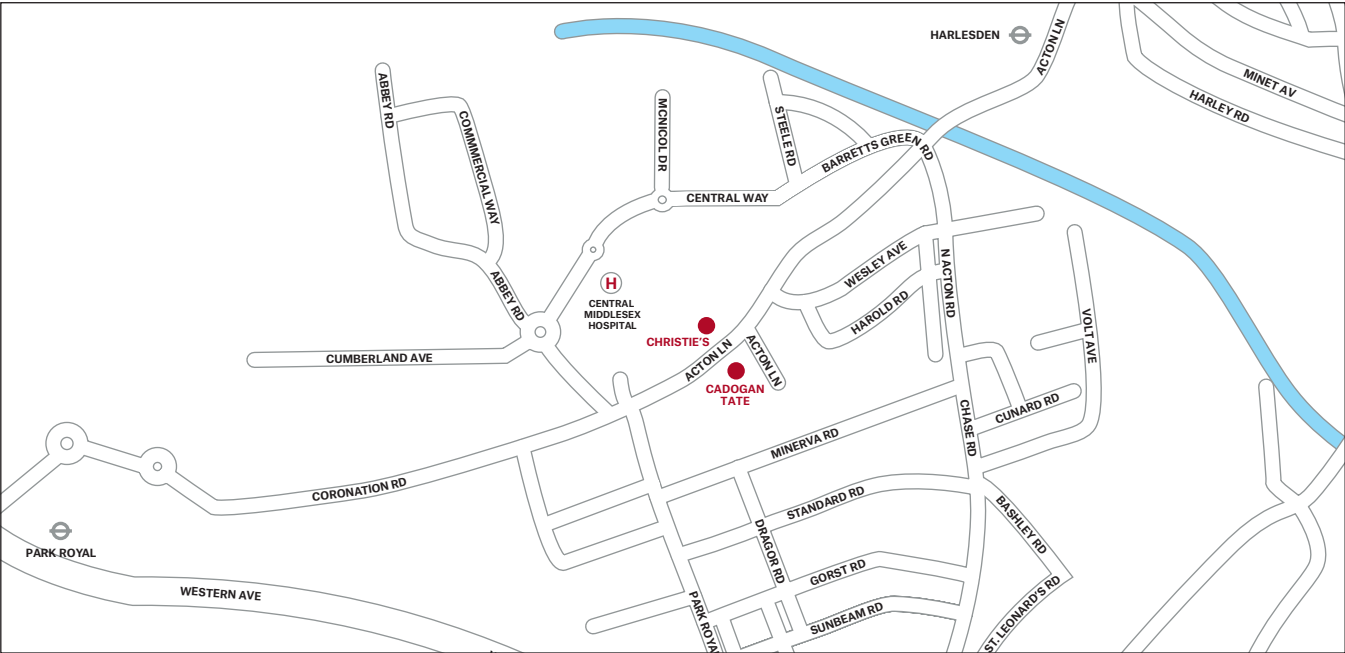 HARLESDEN
ACTON LN
MINET AV
HARLEY RD
ABBEY RD
COMMMERCIAL WAY
MCNICOL DR
STEELE RD
BARRETTS GREEN RD
CENTRAL WAY
WESLEY AVE
N ACTON RD
HAROLD RD
ABBEY RD
H
CENTRAL
MIDDLESEX
HOSPITAL
CHRISTIE'S
ACTON LN
ACTON LN
VOLT AVE
CUMBERLAND AVE
CADOGAN
TATE
CUNARD RD
CHASE RD
MINERVA RD
CORONATION RD
STANDARD RD
BASHLEY RD
DRAGOR RD
PARK ROYAL
GORST RD
WESTERN AVE
PARK ROYAL
SUNBEAM RD
ST. LEONARD'S RD